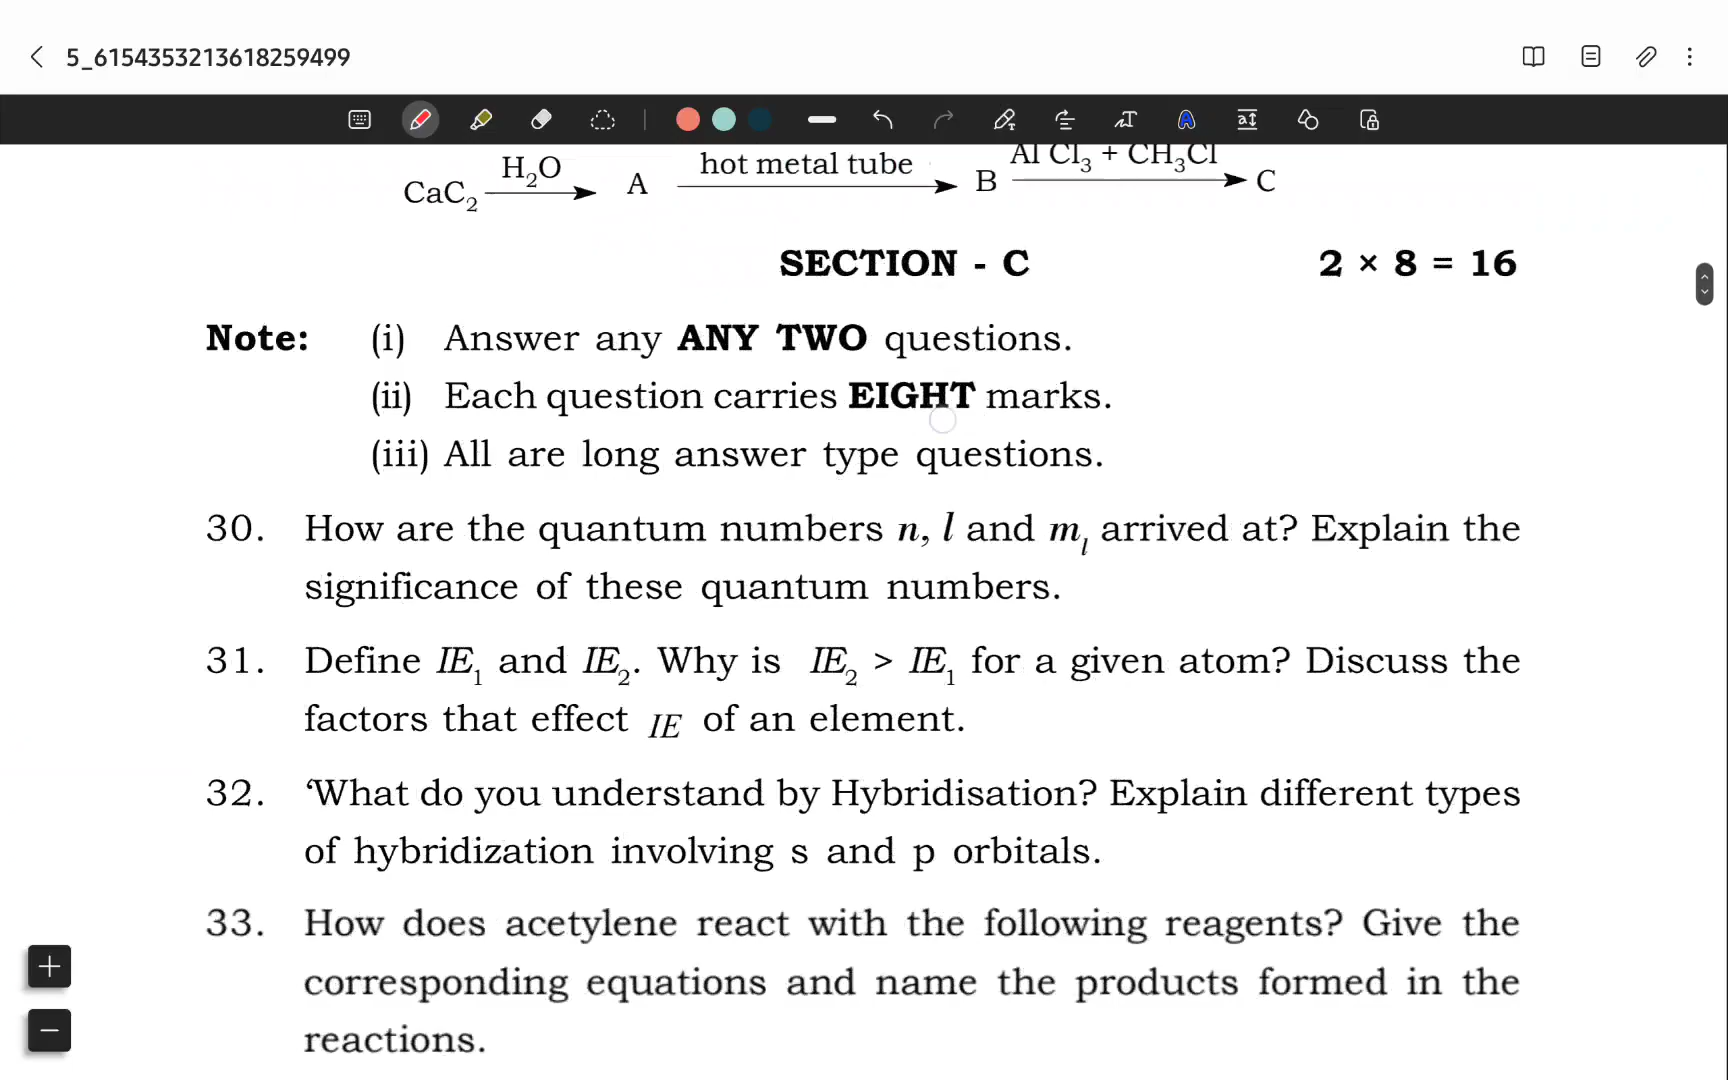 5_6154353213618259499
CaC₂ H₂O A hot metal tube B Al Cl₃ + CH₃Cl C
SECTION - C 2 × 8 = 16
Note: (i) Answer any ANY TWO questions.
(ii) Each question carries EIGHT marks.
(iii) All are long answer type questions.
30. How are the quantum numbers n, l and mₗ arrived at? Explain the
significance of these quantum numbers.
31. Define IE₁ and IE₂. Why is IE₂ > IE₁ for a given atom? Discuss the
factors that effect IE of an element.
32. ‘What do you understand by Hybridisation? Explain different types
of hybridization involving s and p orbitals.
33. How does acetylene react with the following reagents? Give the
corresponding equations and name the products formed in the
reactions.